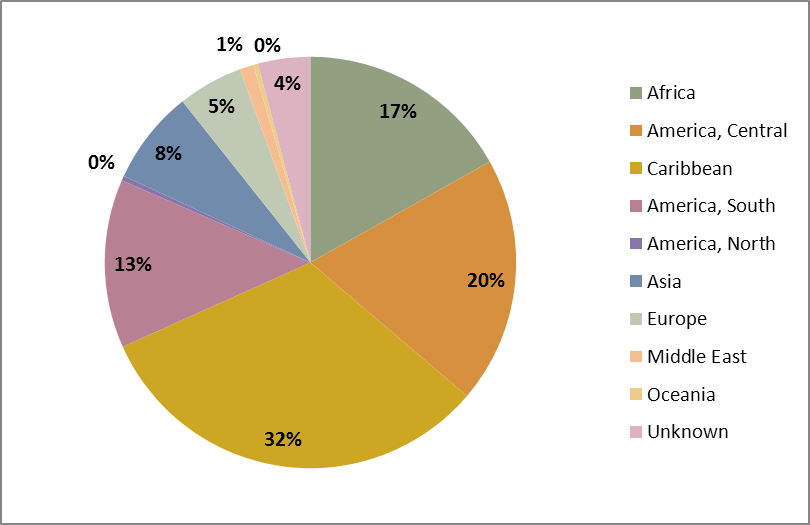 1%
0%
4%
17%
5%
8%
0%
13%
20%
32%
Africa
America, Central
Caribbean
America, South
America, North
Asia
Europe
Middle East
Oceania
Unknown